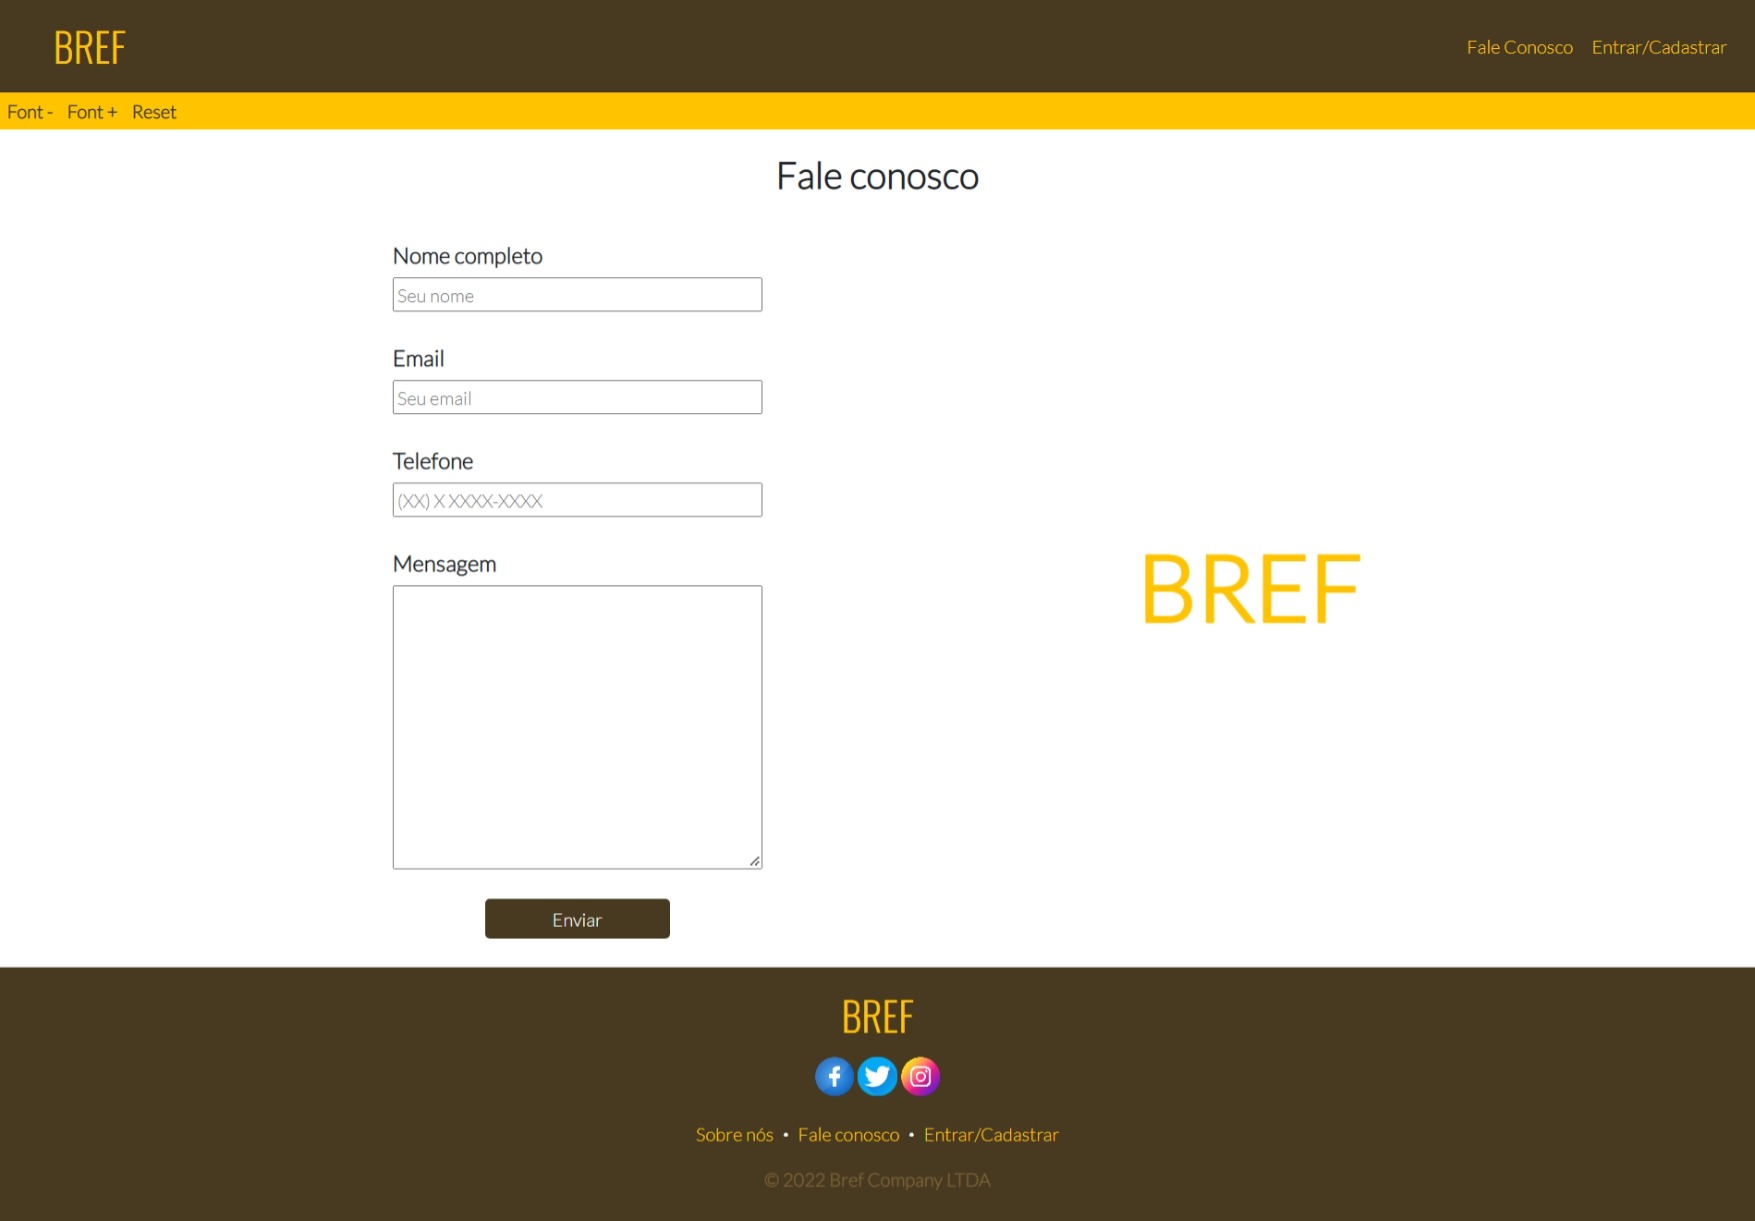 BREF
Fale Conosco Entrar/Cadastrar
Font - Font + Reset
Fale conosco
Nome completo
Seu nome
Email
Seu email
Telefone
(XX) X XXXX-XXXX
Mensagem
BREF
Enviar
BREF
Sobre nós • Fale conosco • Entrar/Cadastrar
© 2022 Bref Company LTDA